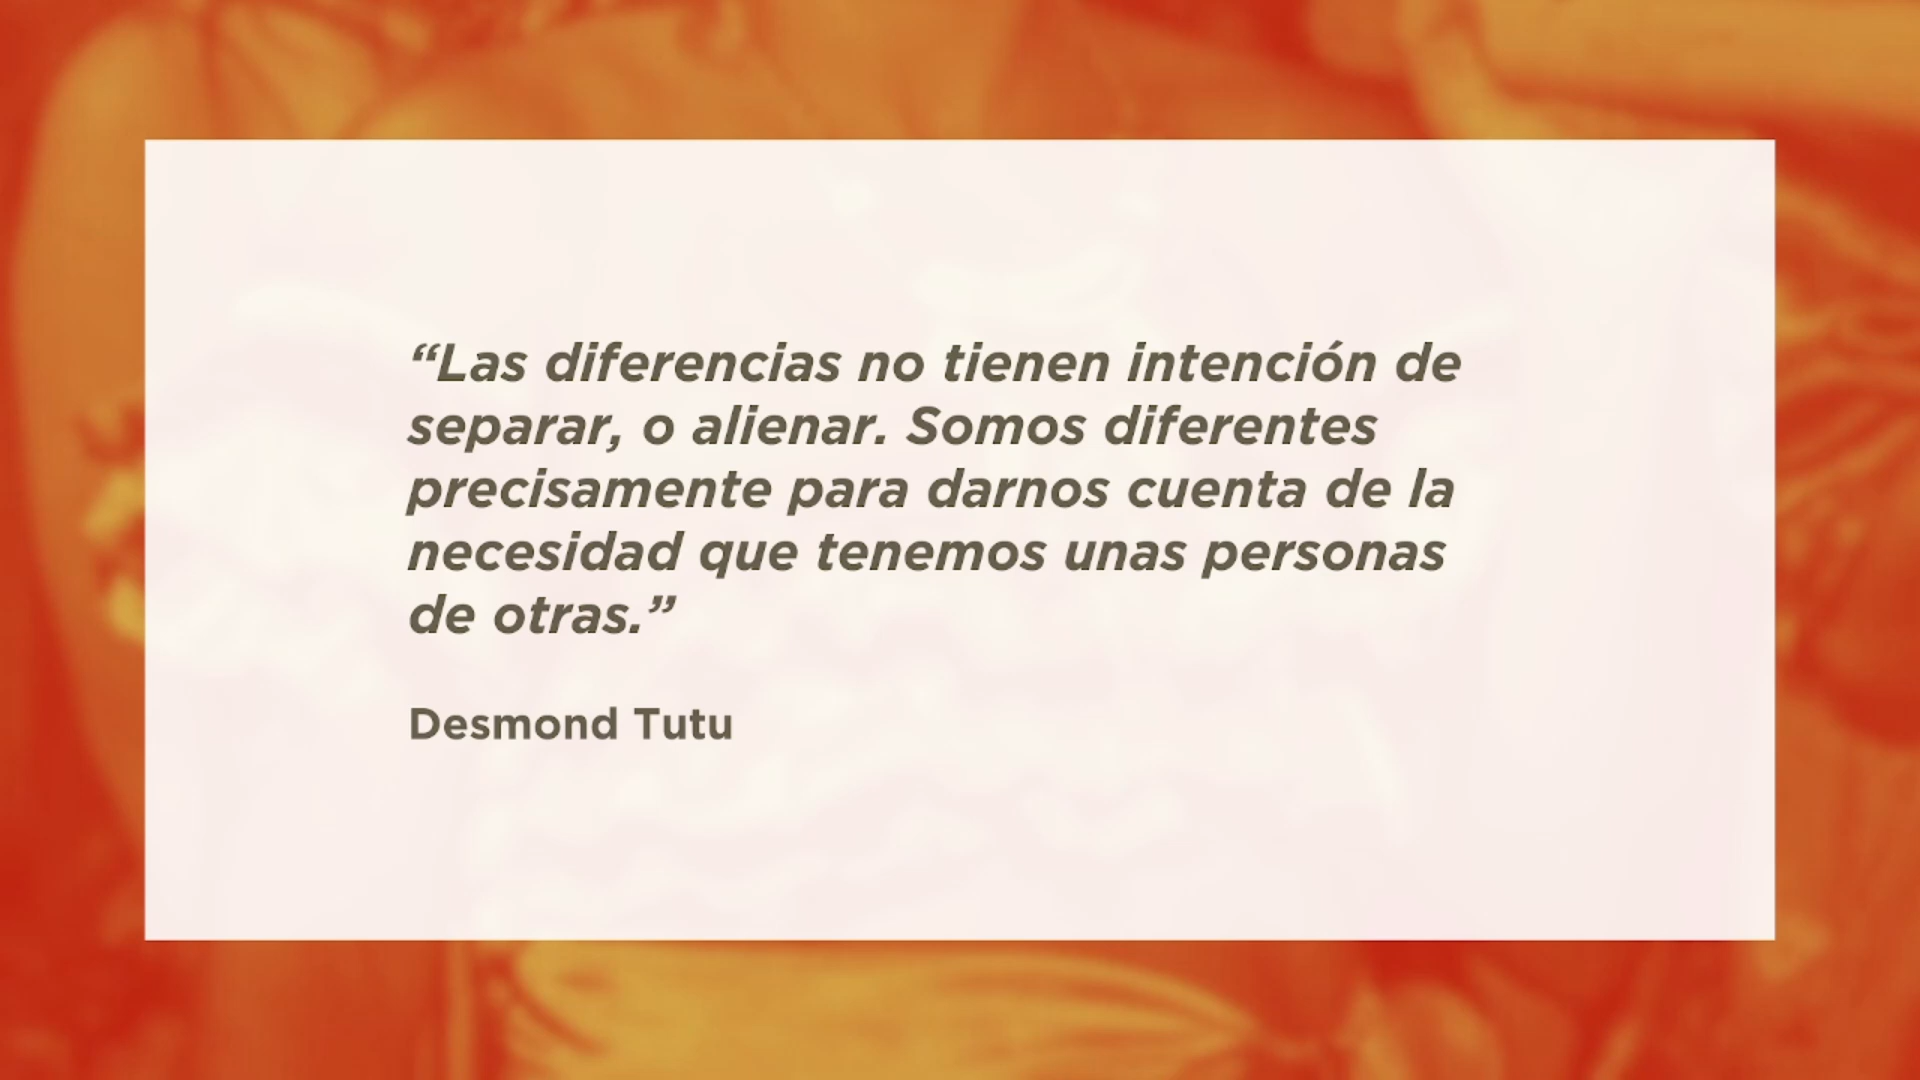 “Las diferencias no tienen intención de
separar, o alienar. Somos diferentes
precisamente para darnos cuenta de la
necesidad que tenemos unas personas
de otras.”
Desmond Tutu